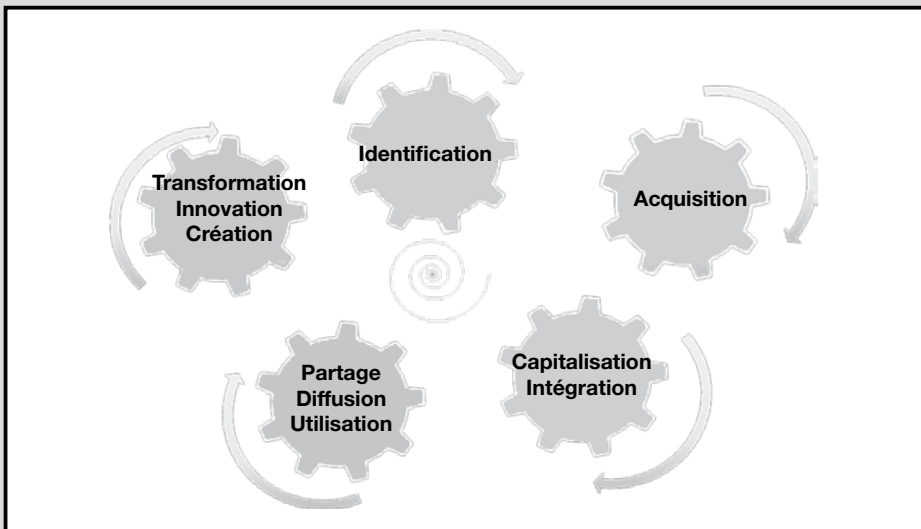 Identification
Transformation
Innovation
Création
Acquisition
Capitalisation
Intégration
Partage
Diffusion
Utilisation